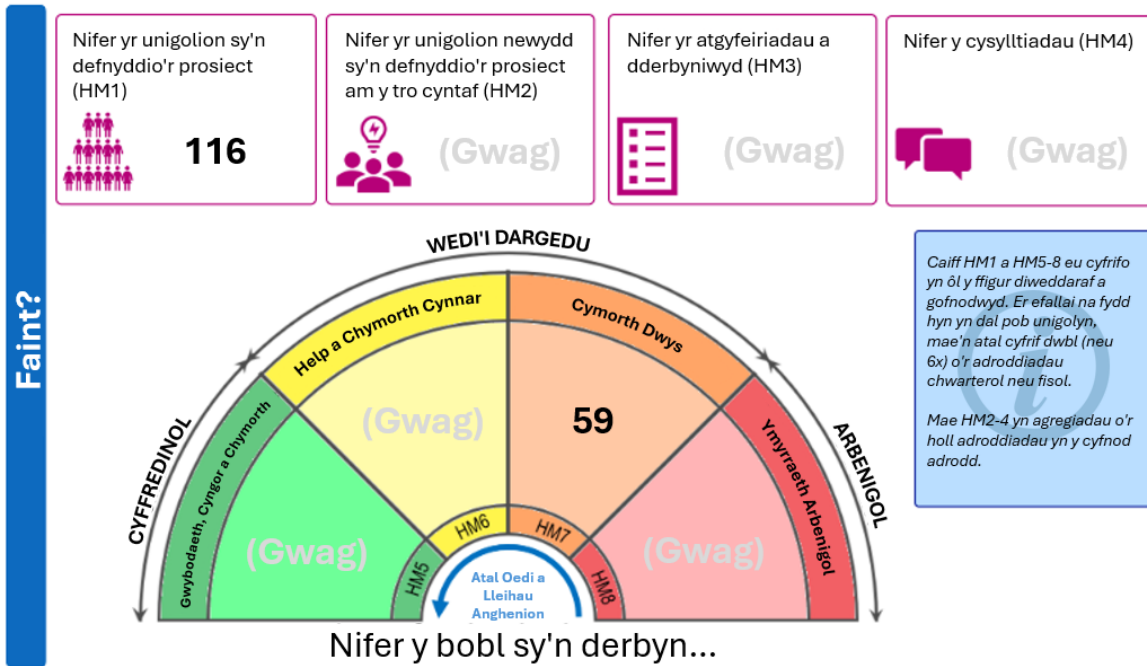 Faint?
Nifer yr unigolion sy'n
defnyddio'r prosiect
(HM1)
116
Nifer yr unigolion newydd
sy'n defnyddio'r prosiect
am y tro cyntaf (HM2)
(Gwag)
Nifer yr atgyfeiriadau a
dderbyniwyd (HM3)
(Gwag)
Nifer y cysylltiadau (HM4)
(Gwag)
WEDI'I DARGEDU
CYFFREDINOL
ARBENIGOL
Gwybodaeth, Cyngor a Chymorth
Help a Chymorth Cynnar
Cymorth Dwys
Ymyrraeth Arbenigol
(Gwag)
(Gwag)
59
(Gwag)
HM5
HM6
HM7
HM8
Atal Oedi a
Lleihau
Anghenion
Nifer y bobl sy'n derbyn...
Caiff HM1 a HM5-8 eu cyfrifo
yn ôl y ffigur diweddaraf a
gofnodwyd. Er efallai na fydd
hyn yn dal pob unigolyn,
mae'n atal cyfrif dwbl (neu
6x) o'r adroddiadau
chwarterol neu fisol.
Mae HM2-4 yn agregiadau o'r
holl adroddiadau yn y cyfnod
adrodd.